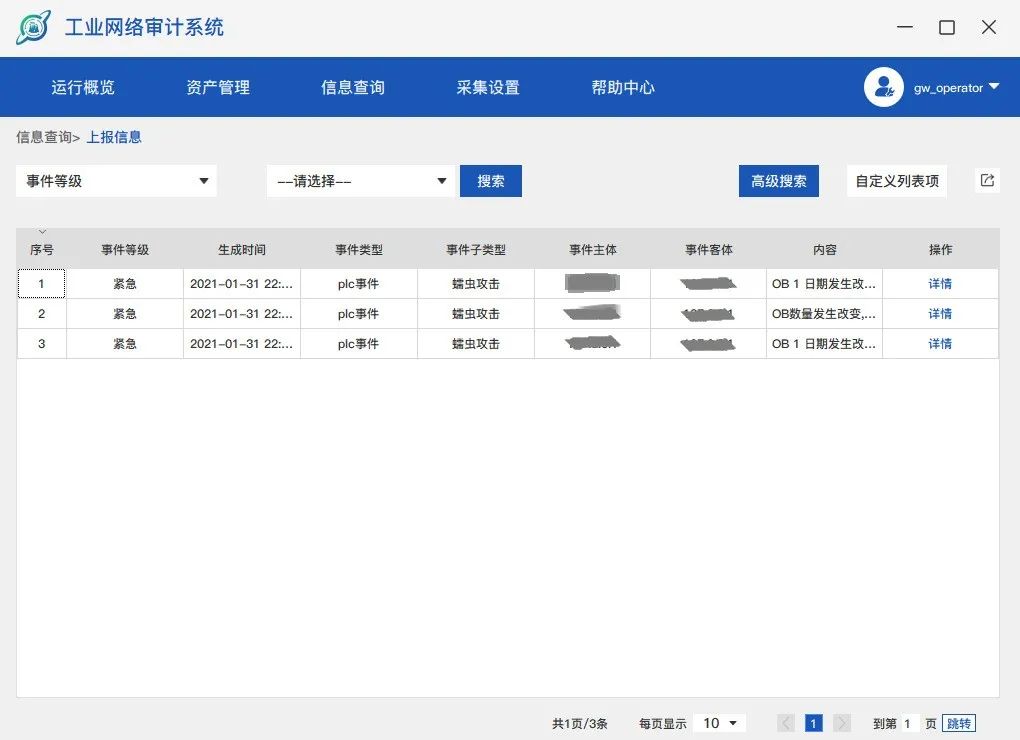 工业网络审计系统
运行概览 资产管理 信息查询 采集设置 帮助中心 gw_operator
信息查询> 上报信息
事件等级 --请选择-- 搜索 高级搜索 自定义列表项
序号 事件等级 生成时间 事件类型 事件子类型 事件主体 事件客体 内容 操作
1 紧急 2021-01-31 22:... plc事件 蠕虫攻击 OB 1 日期发生改... 详情
2 紧急 2021-01-31 22:... plc事件 蠕虫攻击 OB数量发生改变,... 详情
3 紧急 2021-01-31 22:... plc事件 蠕虫攻击 OB 1 日期发生改... 详情
共1页/3条 每页显示 10 1 到第 1 页 跳转